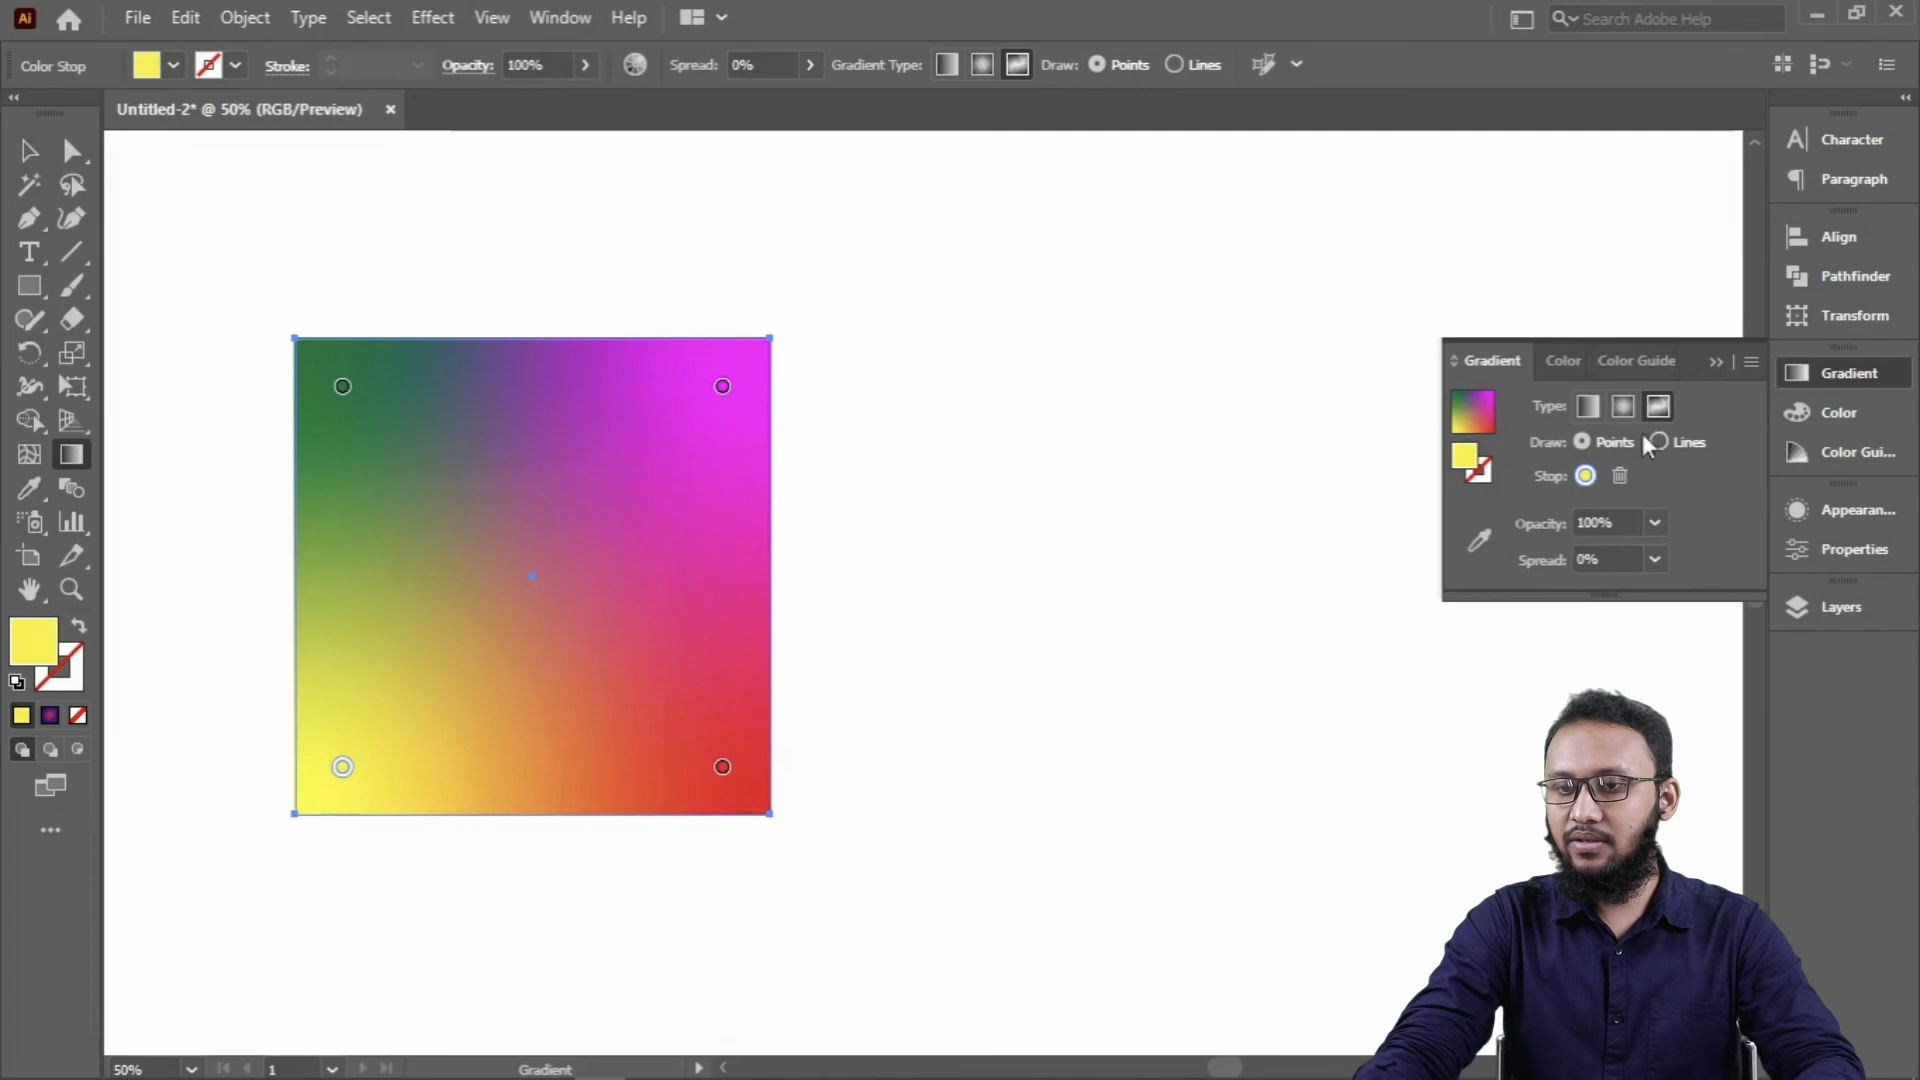 Ai File Edit Object Type Select Effect View Window Help Search Adobe Help
Color Stop Stroke: Opacity: 100% Spread: 0% Gradient Type: Draw: Points Lines
Untitled-2* @ 50% (RGB/Preview)
Character
Paragraph
Align
Pathfinder
Transform
Gradient Color Color Guide
Type:
Draw: Points Lines
Stop:
Opacity: 100%
Spread: 0%
Gradient
Color
Color Gui...
Appearan...
Properties
Layers
50% 1 Gradient